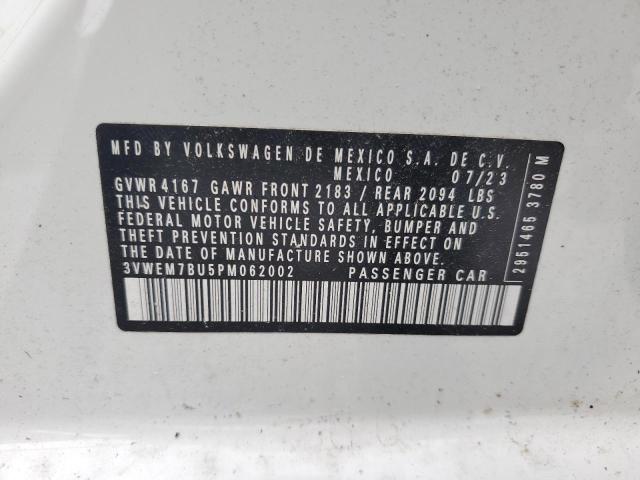 MFD BY VOLKSWAGEN DE MEXICO S.A. DE C.V.
MEXICO 07/23
GVWR 4167 GAWR FRONT 2183 / REAR 2094 LBS
THIS VEHICLE CONFORMS TO ALL APPLICABLE U.S.
FEDERAL MOTOR VEHICLE SAFETY, BUMPER AND
THEFT PREVENTION STANDARDS IN EFFECT ON
THE DATE OF MANUFACTURE SHOWN ABOVE.
3VWEM7BU5PM062002 PASSENGER CAR
2951465 3780 M